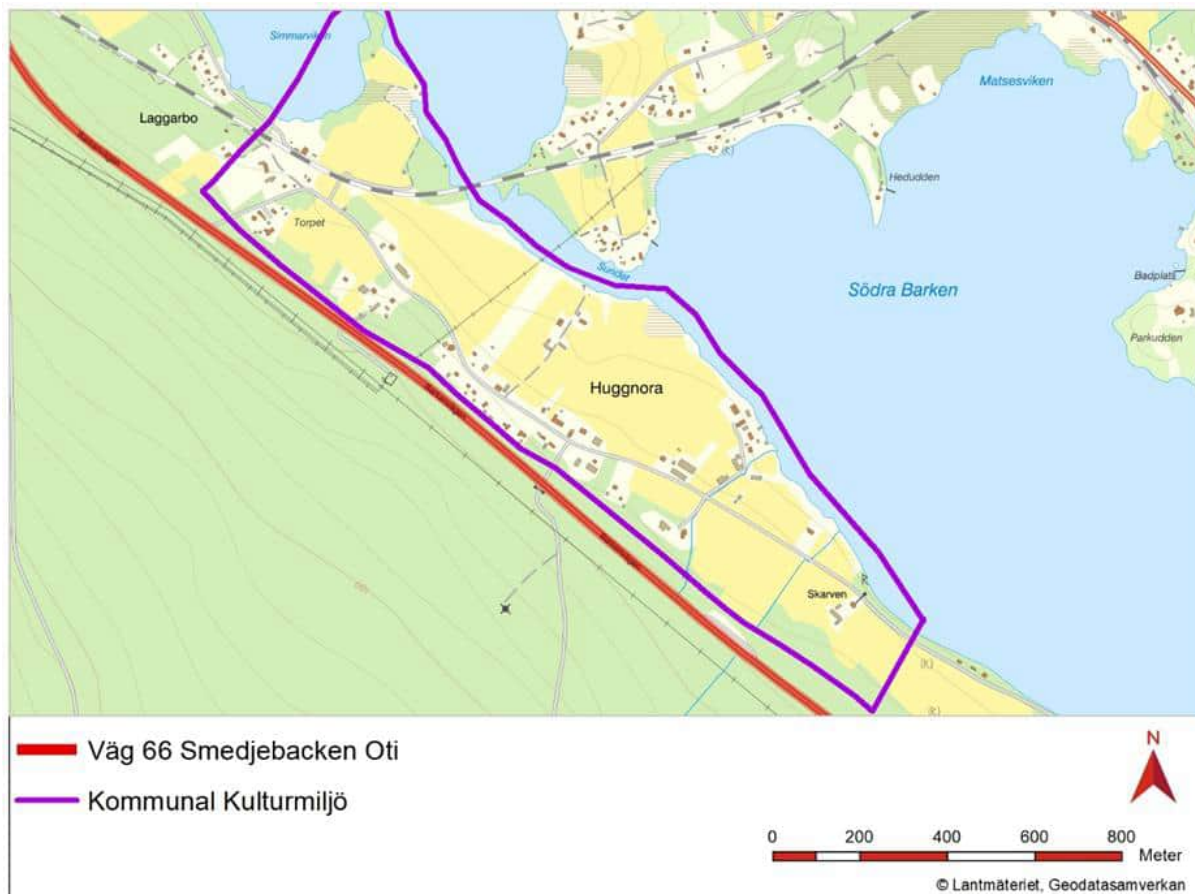 Simmarviken
Matsesviken
Laggarbo
(K)
Hedudden
Torpet
Sundet
Badplats
Södra Barken
Parkudden
Huggnora
Skarven
R
(K)
(K)
Väg 66 Smedjebacken Oti
Kommunal Kulturmiljö
N
0 200 400 600 800
Meter
© Lantmäteriet, Geodatasamverkan